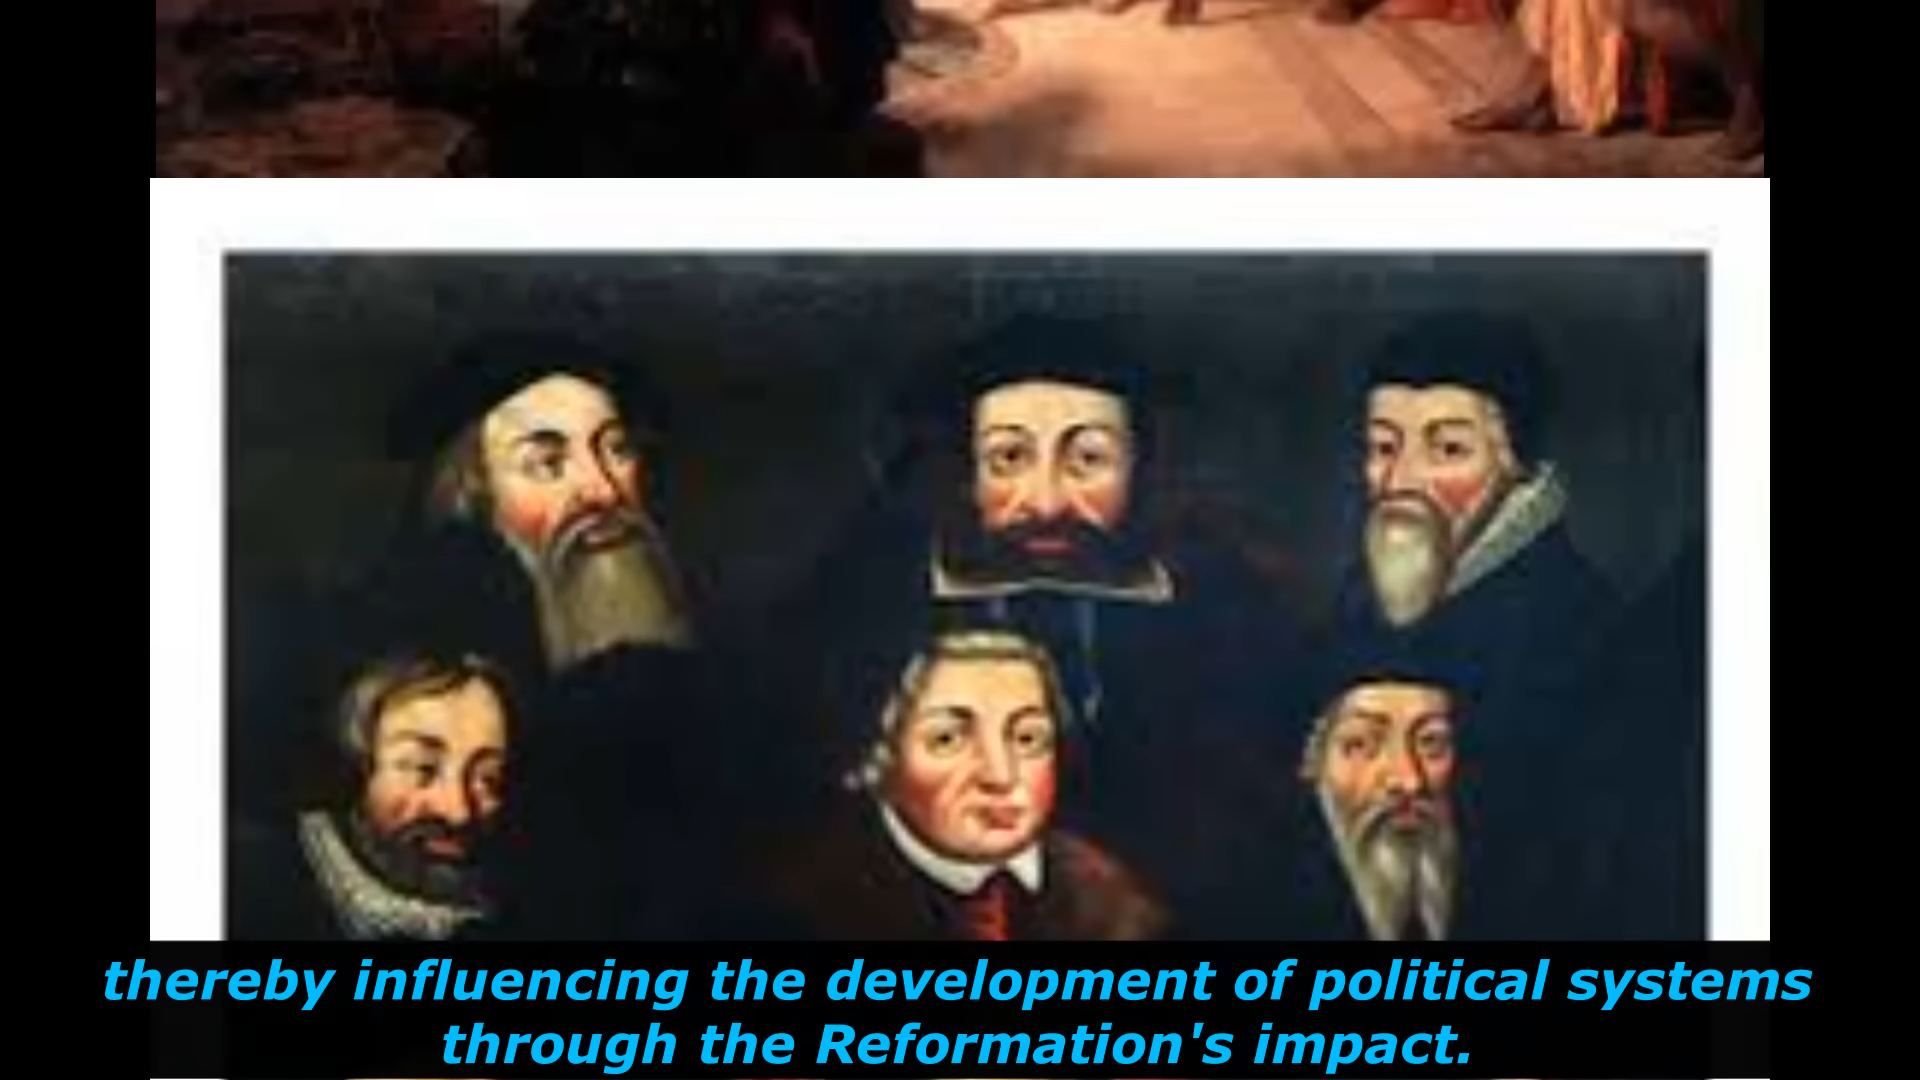 thereby influencing the development of political systems
through the Reformation's impact.